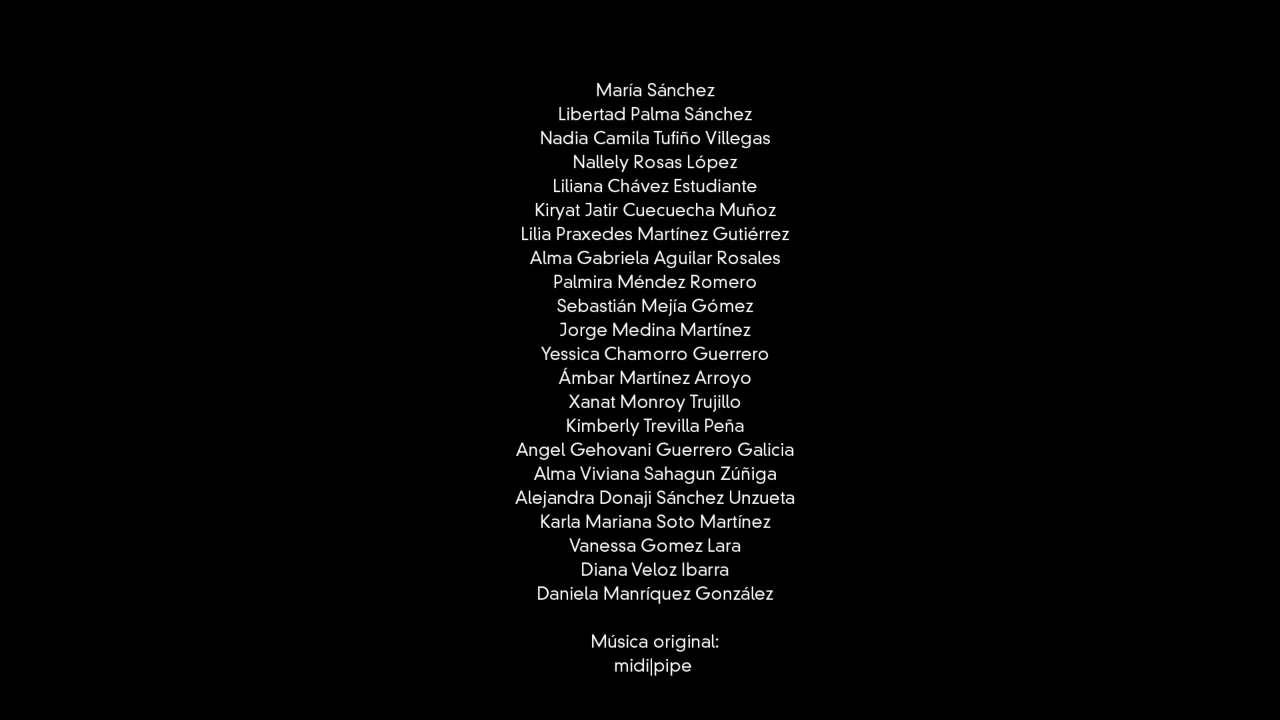 María Sánchez
Libertad Palma Sánchez
Nadia Camila Tufiño Villegas
Nallely Rosas López
Liliana Chávez Estudiante
Kiryat Jatir Cuecuecha Muñoz
Lilia Praxedes Martínez Gutiérrez
Alma Gabriela Aguilar Rosales
Palmira Méndez Romero
Sebastián Mejía Gómez
Jorge Medina Martínez
Yessica Chamorro Guerrero
Ámbar Martínez Arroyo
Xanat Monroy Trujillo
Kimberly Trevilla Peña
Angel Gehovani Guerrero Galicia
Alma Viviana Sahagun Zúñiga
Alejandra Donaji Sánchez Unzueta
Karla Mariana Soto Martínez
Vanessa Gomez Lara
Diana Veloz Ibarra
Daniela Manríquez González
Música original:
midi|pipe